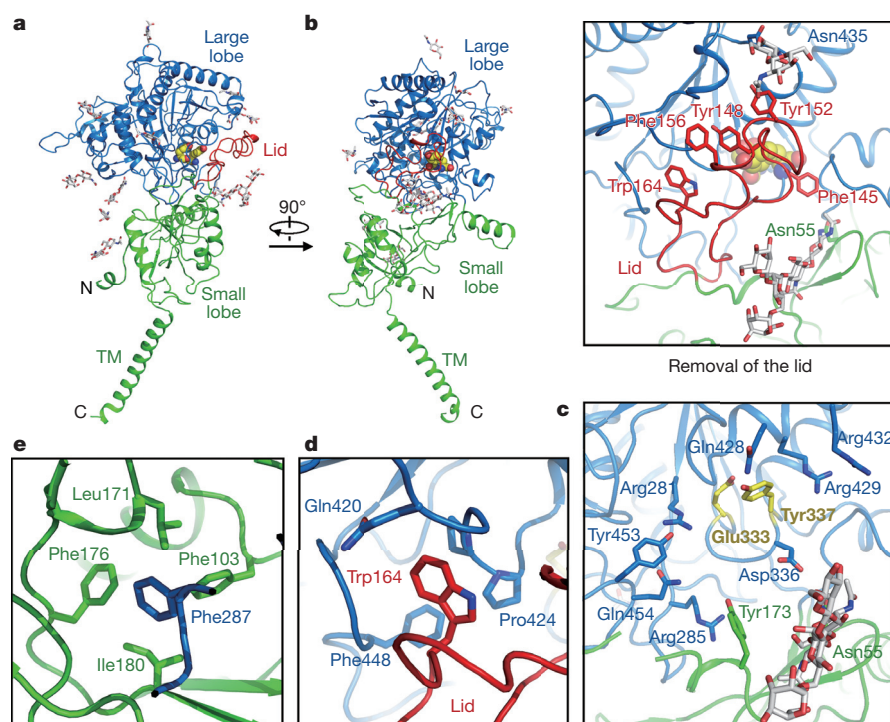 a
Large
lobe
Lid
N
Small
lobe
TM
C
90°
b
Large
lobe
Small
lobe
N
C
Asn435
Tyr148
Tyr152
Phe156
Trp164
Phe145
Asn55
Lid
Removal of the lid
e
Leu171
Phe176
Phe103
Phe287
Ile180
d
Gln420
Trp164
Pro424
Phe448
Lid
c
Gln428
Arg432
Arg281
Arg429
Tyr453
Tyr337
Glu333
Asp336
Gln454
Tyr173
Arg285
Asn55